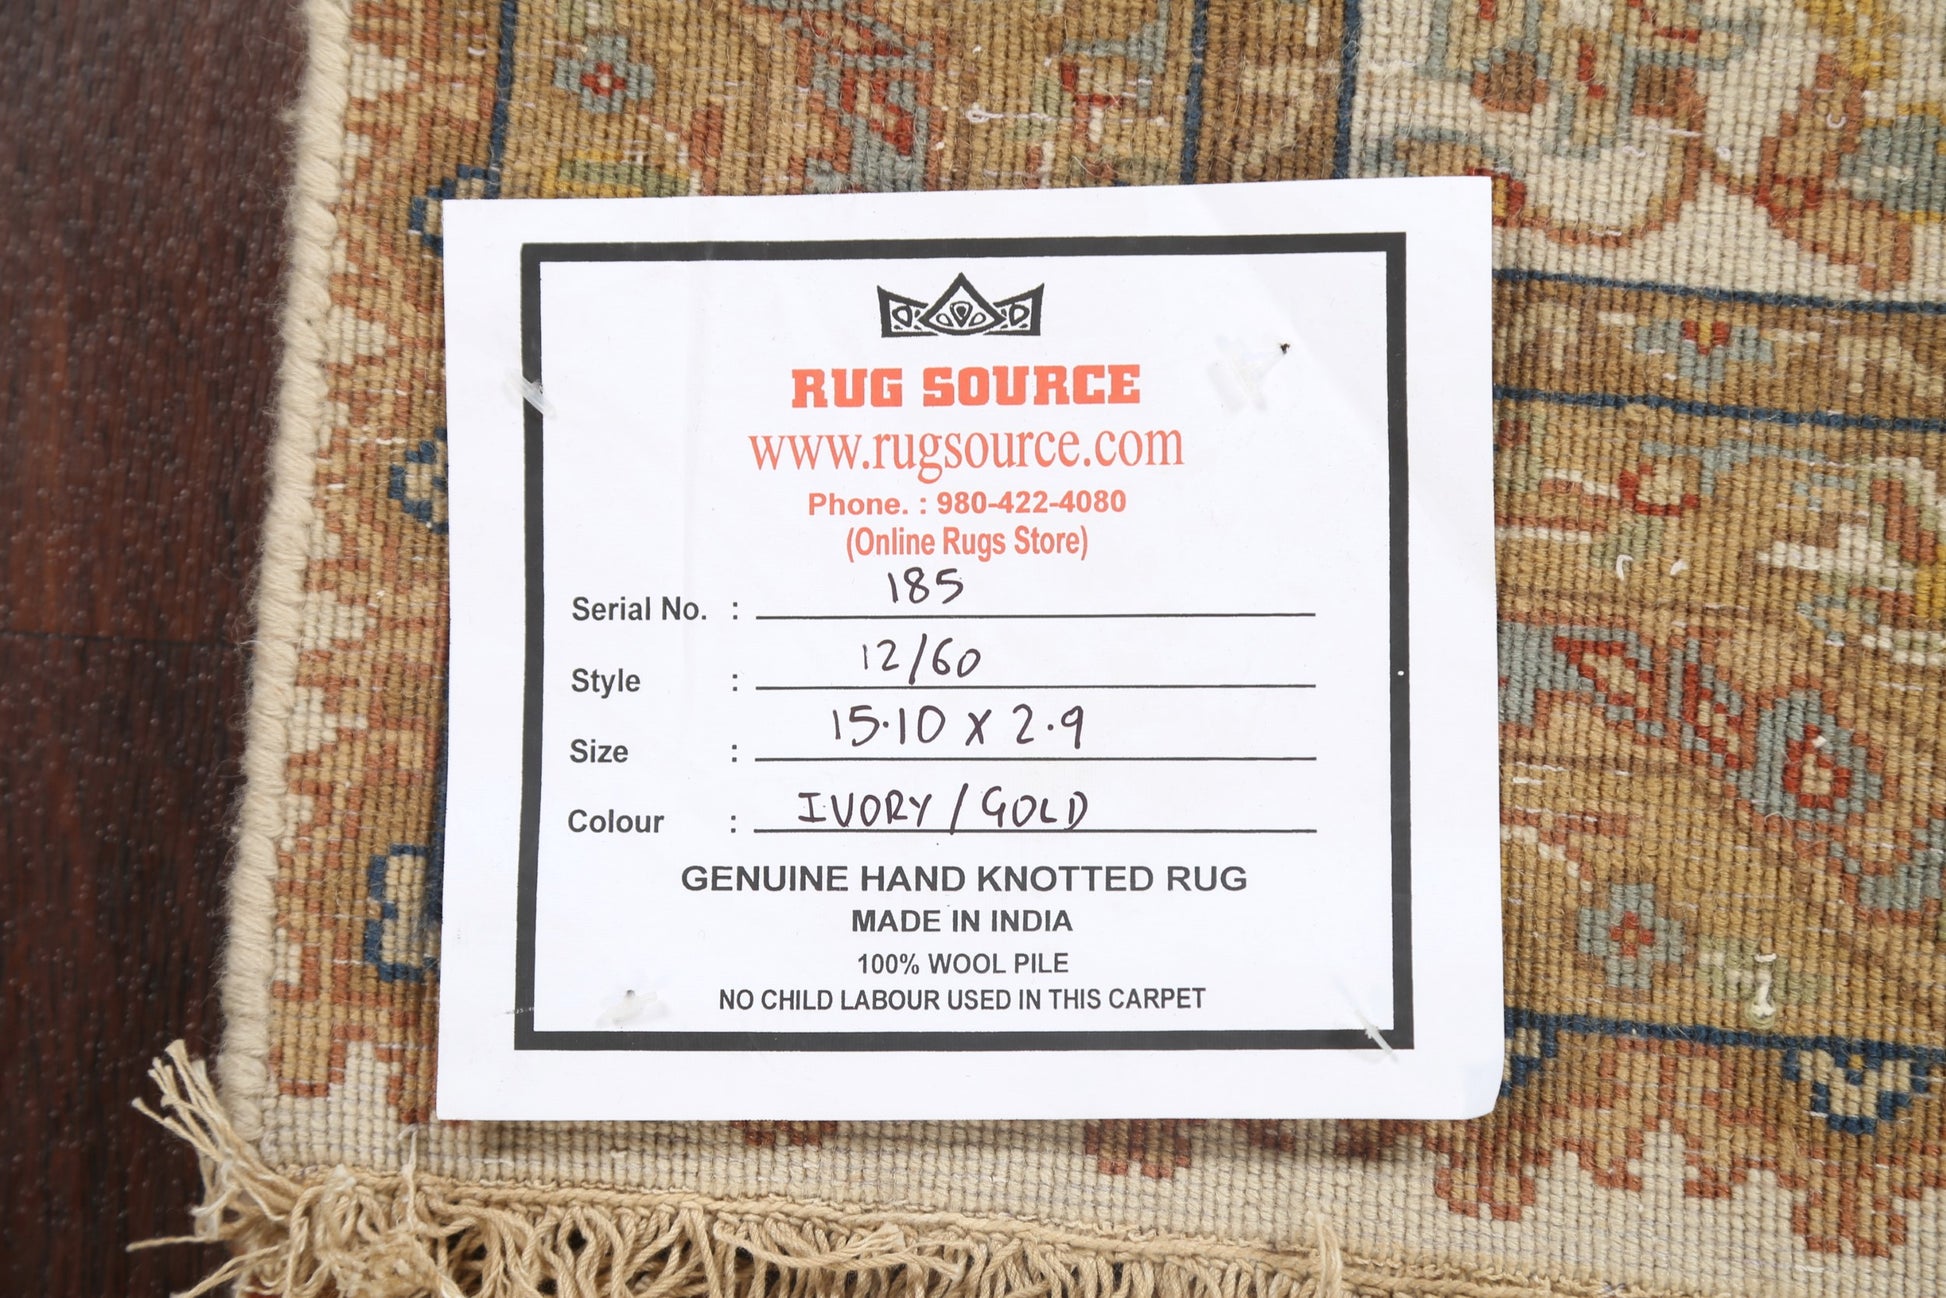 RUG SOURCE
www.rugsource.com
Phone. : 980-422-4080
(Online Rugs Store)
Serial No. : 185
Style : 12/60
Size : 15.10 x 2.9
Colour : IVORY / GOLD
GENUINE HAND KNOTTED RUG
MADE IN INDIA
100% WOOL PILE
NO CHILD LABOUR USED IN THIS CARPET